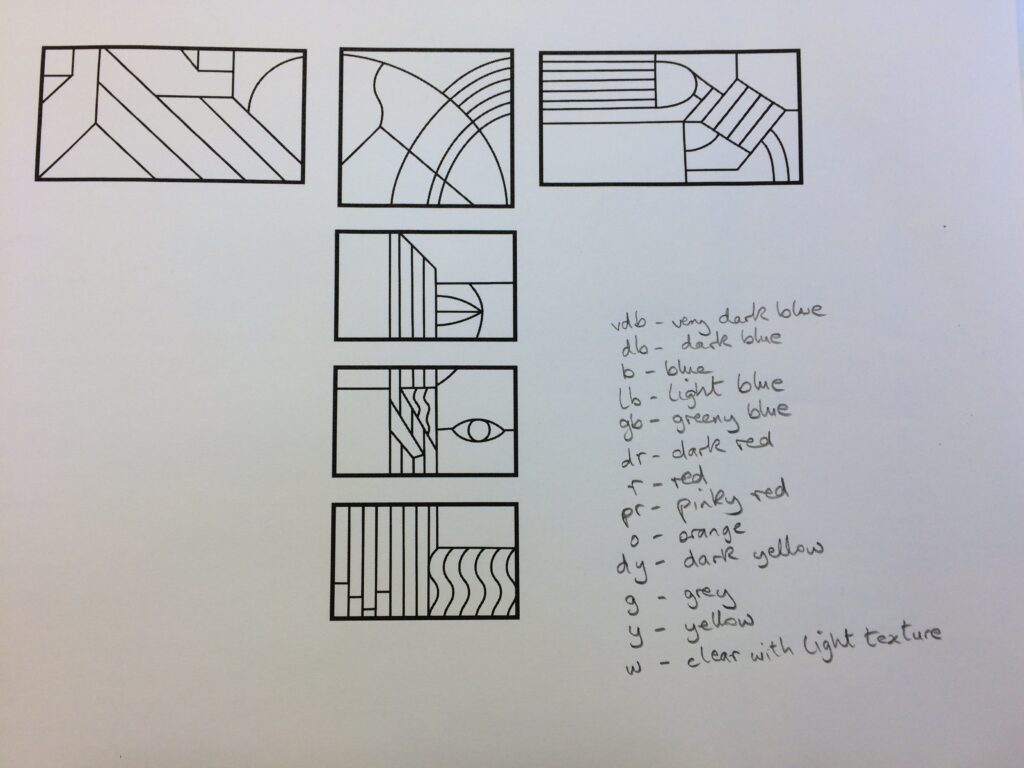 vdb - very dark blue
db - dark blue
b - blue
lb - light blue
gb - greeny blue
dr - dark red
r - red
pr - pinky red
o - orange
dy - dark yellow
g - grey
y - yellow
w - clear with light texture